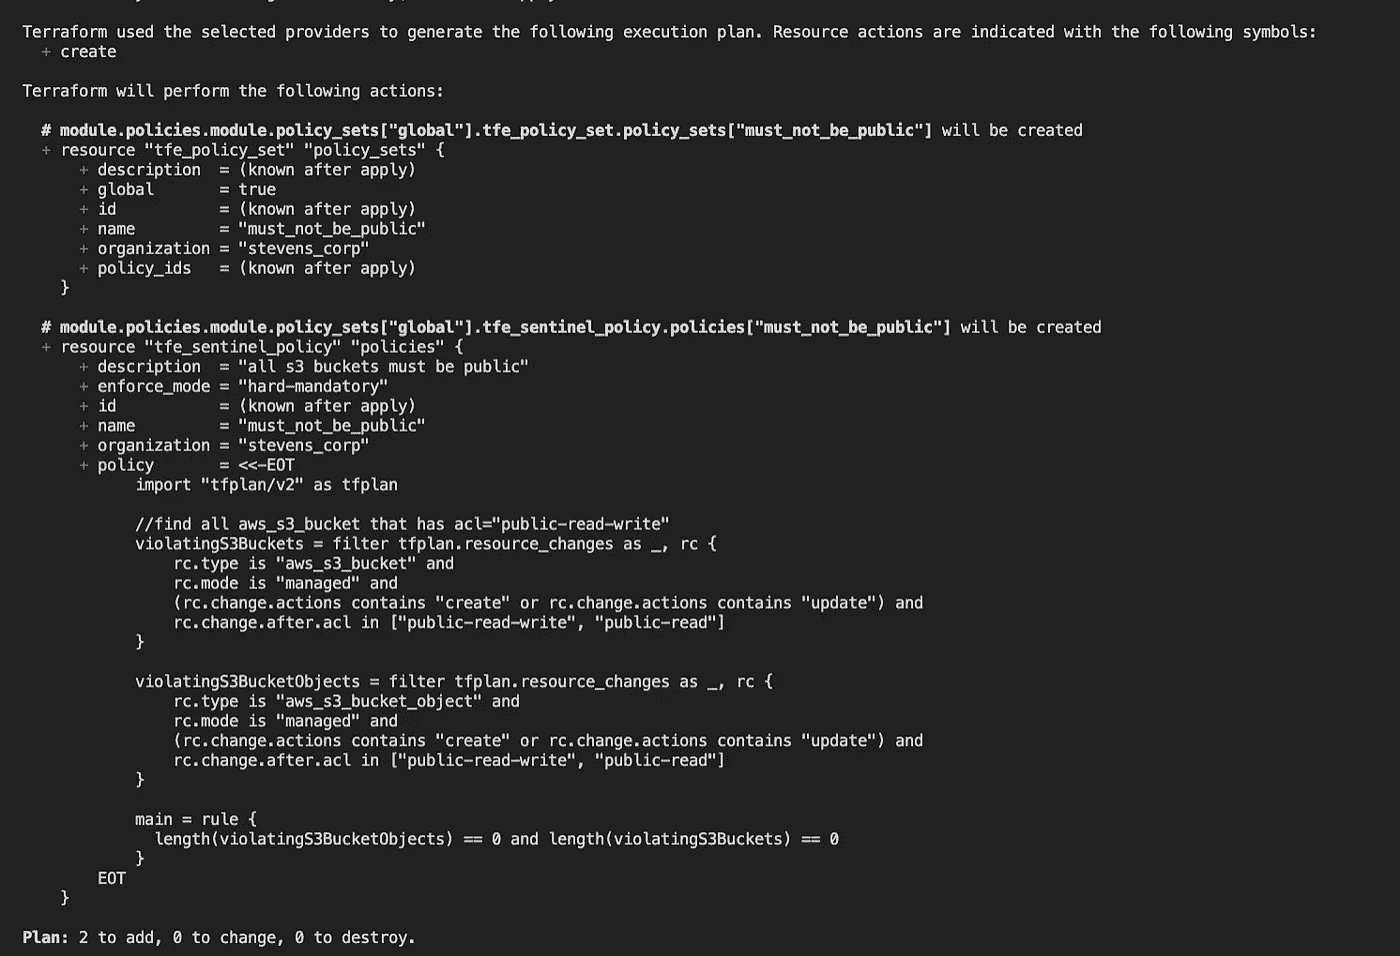 Terraform used the selected providers to generate the following execution plan. Resource actions are indicated with the following symbols:
+ create
Terraform will perform the following actions:
# module.policies.module.policy_sets["global"].tfe_policy_set.policy_sets["must_not_be_public"] will be created
+ resource "tfe_policy_set" "policy_sets" {
+ description = (known after apply)
+ global = true
+ id = (known after apply)
+ name = "must_not_be_public"
+ organization = "stevens_corp"
+ policy_ids = (known after apply)
}
# module.policies.module.policy_sets["global"].tfe_sentinel_policy.policies["must_not_be_public"] will be created
+ resource "tfe_sentinel_policy" "policies" {
+ description = "all s3 buckets must be public"
+ enforce_mode = "hard-mandatory"
+ id = (known after apply)
+ name = "must_not_be_public"
+ organization = "stevens_corp"
+ policy = <<-EOT
import "tfplan/v2" as tfplan
//find all aws_s3_bucket that has acl="public-read-write"
violatingS3Buckets = filter tfplan.resource_changes as _, rc {
rc.type is "aws_s3_bucket" and
rc.mode is "managed" and
(rc.change.actions contains "create" or rc.change.actions contains "update") and
rc.change.after.acl in ["public-read-write", "public-read"]
}
violatingS3BucketObjects = filter tfplan.resource_changes as _, rc {
rc.type is "aws_s3_bucket_object" and
rc.mode is "managed" and
(rc.change.actions contains "create" or rc.change.actions contains "update") and
rc.change.after.acl in ["public-read-write", "public-read"]
}
main = rule {
length(violatingS3BucketObjects) == 0 and length(violatingS3Buckets) == 0
}
EOT
}
Plan: 2 to add, 0 to change, 0 to destroy.